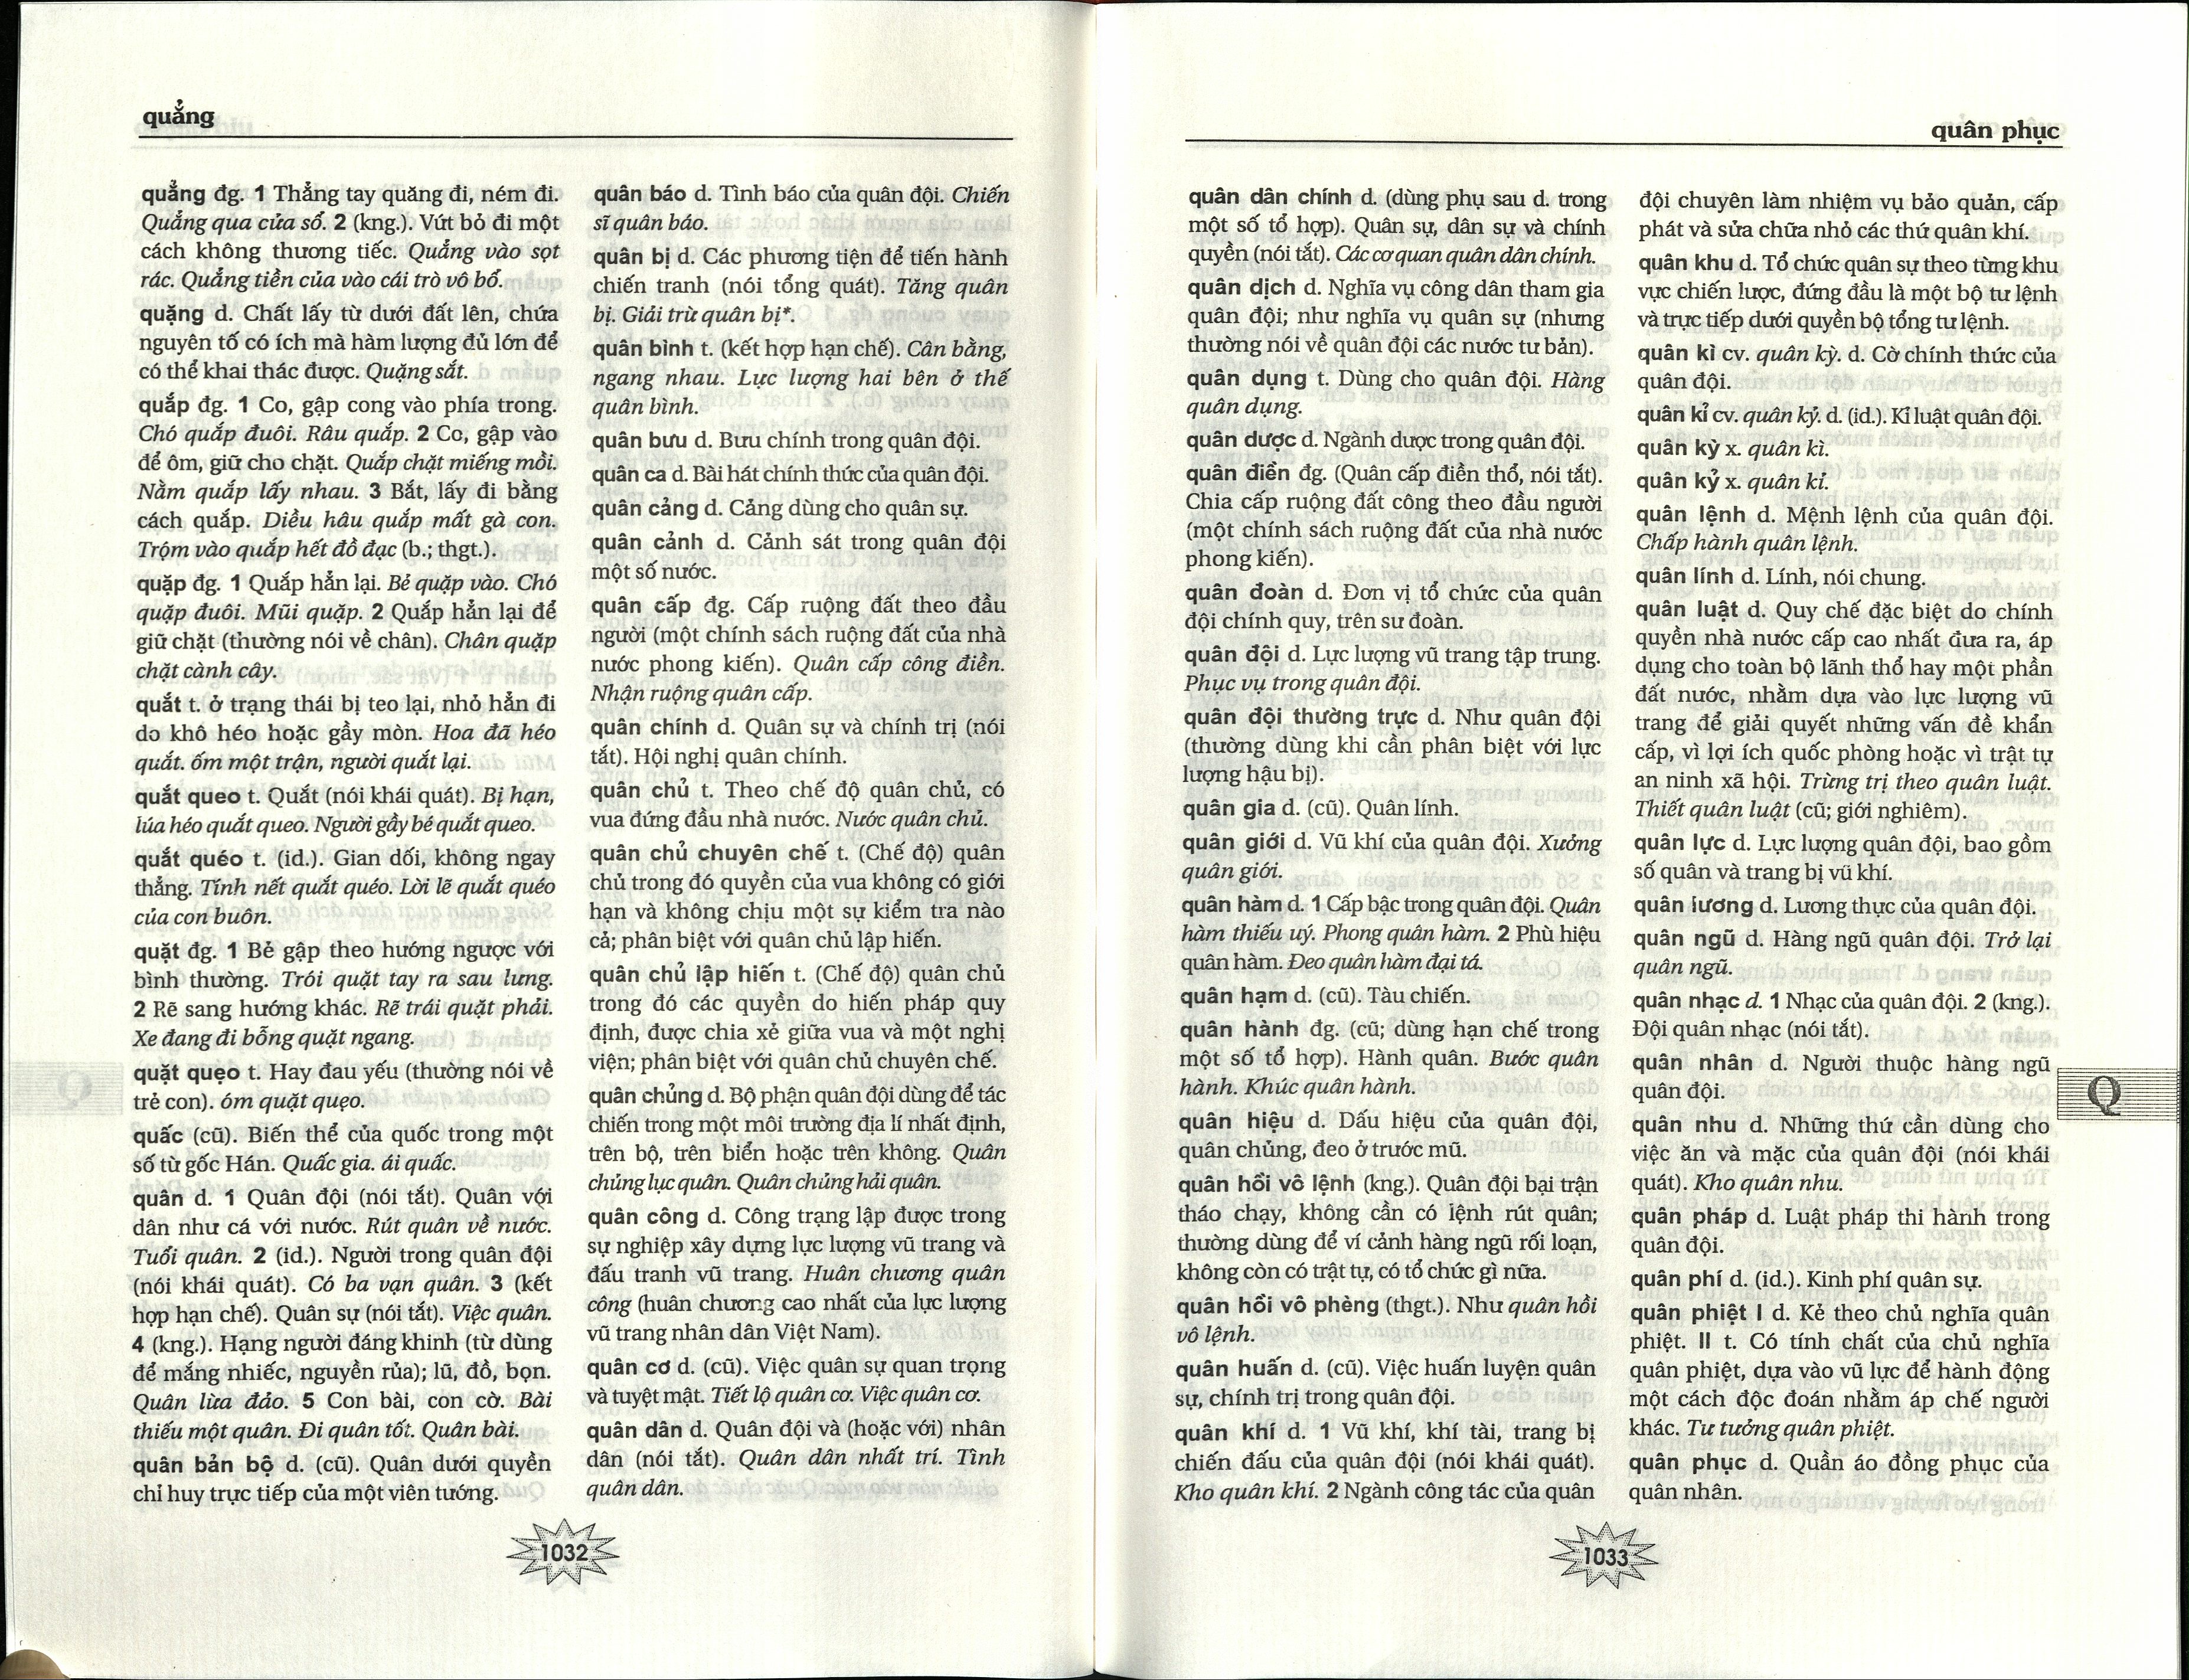 quẳng
quẳng đg. 1 Thẳng tay quăng đi, ném đi.
Quẳng qua cửa sổ. 2 (kng.). Vứt bỏ đi một
cách không thương tiếc. Quẳng vào sọt
rác. Quẳng tiền của vào cái trò vô bổ.
quặng d. Chất lấy từ dưới đất lên, chứa
nguyên tố có ích mà hàm lượng đủ lớn để
có thể khai thác được. Quặng sắt.
quắp đg. 1 Co, gập cong vào phía trong.
Chó quắp đuôi. Râu quắp. 2 Co, gập vào
để ôm, giữ cho chặt. Quắp chặt miếng mồi.
Nằm quắp lấy nhau. 3 Bắt, lấy đi bằng
cách quắp. Diều hâu quắp mất gà con.
Trộm vào quắp hết đồ đạc (b.; thgt.).
quặp đg. 1 Quắp hẳn lại. Bẻ quặp vào. Chó
quặp đuôi. Mũi quặp. 2 Quắp hẳn lại để
giữ chặt (thường nói về chân). Chân quặp
chặt cành cây.
quắt t. ở trạng thái bị teo lại, nhỏ hẳn đi
do khô héo hoặc gầy mòn. Hoa đã héo
quắt. ốm một trận, người quắt lại.
quắt queo t. Quắt (nói khái quát). Bị hạn,
lúa héo quắt queo. Người gầy bé quắt queo.
quắt quéo t. (id.). Gian dối, không ngay
thẳng. Tính nết quắt quéo. Lời lẽ quắt quéo
của con buôn.
quặt đg. 1 Bẻ gập theo hướng ngược với
bình thường. Trói quặt tay ra sau lưng.
2 Rẽ sang hướng khác. Rẽ trái quặt phải.
Xe đang đi bỗng quặt ngang.
quặt quẹo t. Hay đau yếu (thường nói về
trẻ con). óm quặt quẹo.
quấc (cũ). Biến thể của quốc trong một
số từ gốc Hán. Quấc gia. ái quấc.
quân d. 1 Quân đội (nói tắt). Quân với
dân như cá với nước. Rút quân về nước.
Tuổi quân. 2 (id.). Người trong quân đội
(nói khái quát). Có ba vạn quân. 3 (kết
hợp hạn chế). Quân sự (nói tắt). Việc quân.
4 (kng.). Hạng người đáng khinh (từ dùng
để mắng nhiếc, nguyền rủa); lũ, đồ, bọn.
Quân lừa đảo. 5 Con bài, con cờ. Bài
thiếu một quân. Đi quân tốt. Quân bài.
quân bản bộ d. (cũ). Quân dưới quyền
chỉ huy trực tiếp của một viên tướng.
quân báo d. Tình báo của quân đội. Chiến
sĩ quân báo.
quân bị d. Các phương tiện để tiến hành
chiến tranh (nói tổng quát). Tăng quân
bị. Giải trừ quân bị*.
quân bình t. (kết hợp hạn chế). Cân bằng,
ngang nhau. Lực lượng hai bên ở thế
quân bình.
quân bưu d. Bưu chính trong quân đội.
quân ca d. Bài hát chính thức của quân đội.
quân cảng d. Cảng dùng cho quân sự.
quân cảnh d. Cảnh sát trong quân đội
một số nước.
quân cấp đg. Cấp ruộng đất theo đầu
người (một chính sách ruộng đất của nhà
nước phong kiến). Quân cấp công điền.
Nhận ruộng quân cấp.
quân chính d. Quân sự và chính trị (nói
tắt). Hội nghị quân chính.
quân chủ t. Theo chế độ quân chủ, có
vua đứng đầu nhà nước. Nước quân chủ.
quân chủ chuyên chế t. (Chế độ) quân
chủ trong đó quyền của vua không có giới
hạn và không chịu một sự kiểm tra nào
cả; phân biệt với quân chủ lập hiến.
quân chủ lập hiến t. (Chế độ) quân chủ
trong đó các quyền do hiến pháp quy
định, được chia xẻ giữa vua và một nghị
viện; phân biệt với quân chủ chuyên chế.
quân chủng d. Bộ phận quân đội dùng để tác
chiến trong một môi trường địa lí nhất định,
trên bộ, trên biển hoặc trên không. Quân
chủng lục quân. Quân chủng hải quân.
quân công d. Công trạng lập được trong
sự nghiệp xây dựng lực lượng vũ trang và
đấu tranh vũ trang. Huân chương quân
công (huân chương cao nhất của lực lượng
vũ trang nhân dân Việt Nam).
quân cơ d. (cũ). Việc quân sự quan trọng
và tuyệt mật. Tiết lộ quân cơ. Việc quân cơ.
quân dân d. Quân đội và (hoặc với) nhân
dân (nói tắt). Quân dân nhất trí. Tình
quân dân.
1032
quân phục
quân dân chính d. (dùng phụ sau d. trong
một số tổ hợp). Quân sự, dân sự và chính
quyền (nói tắt). Các cơ quan quân dân chính.
quân dịch d. Nghĩa vụ công dân tham gia
quân đội; như nghĩa vụ quân sự (nhưng
thường nói về quân đội các nước tư bản).
quân dụng t. Dùng cho quân đội. Hàng
quân dụng.
quân dược d. Ngành dược trong quân đội.
quân điền đg. (Quân cấp điền thổ, nói tắt).
Chia cấp ruộng đất công theo đầu người
(một chính sách ruộng đất của nhà nước
phong kiến).
quân đoàn d. Đơn vị tổ chức của quân
đội chính quy, trên sư đoàn.
quân đội d. Lực lượng vũ trang tập trung.
Phục vụ trong quân đội.
quân đội thường trực d. Như quân đội
(thường dùng khi cần phân biệt với lực
lượng hậu bị).
quân gia d. (cũ). Quân lính.
quân giới d. Vũ khí của quân đội. Xưởng
quân giới.
quân hàm d. 1 Cấp bậc trong quân đội. Quân
hàm thiếu uý. Phong quân hàm. 2 Phù hiệu
quân hàm. Đeo quân hàm đại tá.
quân hạm d. (cũ). Tàu chiến.
quân hành đg. (cũ; dùng hạn chế trong
một số tổ hợp). Hành quân. Bước quân
hành. Khúc quân hành.
quân hiệu d. Dấu hiệu của quân đội,
quân chủng, đeo ở trước mũ.
quân hồi vô lệnh (kng.). Quân đội bại trận
tháo chạy, không cần có lệnh rút quân;
thường dùng để ví cảnh hàng ngũ rối loạn,
không còn có trật tự, có tổ chức gì nữa.
quân hồi vô phèng (thgt.). Như quân hồi
vô lệnh.
quân huấn d. (cũ). Việc huấn luyện quân
sự, chính trị trong quân đội.
quân khí d. 1 Vũ khí, khí tài, trang bị
chiến đấu của quân đội (nói khái quát).
Kho quân khí. 2 Ngành công tác của quân
đội chuyên làm nhiệm vụ bảo quản, cấp
phát và sửa chữa nhỏ các thứ quân khí.
quân khu d. Tổ chức quân sự theo từng khu
vực chiến lược, đứng đầu là một bộ tư lệnh
và trực tiếp dưới quyền bộ tổng tư lệnh.
quân kì cv. quân kỳ. d. Cờ chính thức của
quân đội.
quân kỉ cv. quân kỷ. d. (id.). Kỉ luật quân đội.
quân kỳ x. quân kì.
quân kỷ x. quân kỉ.
quân lệnh d. Mệnh lệnh của quân đội.
Chấp hành quân lệnh.
quân lính d. Lính, nói chung.
quân luật d. Quy chế đặc biệt do chính
quyền nhà nước cấp cao nhất đưa ra, áp
dụng cho toàn bộ lãnh thổ hay một phần
đất nước, nhằm dựa vào lực lượng vũ
trang để giải quyết những vấn đề khẩn
cấp, vì lợi ích quốc phòng hoặc vì trật tự
an ninh xã hội. Trừng trị theo quân luật.
Thiết quân luật (cũ; giới nghiêm).
quân lực d. Lực lượng quân đội, bao gồm
số quân và trang bị vũ khí.
quân lương d. Lương thực của quân đội.
quân ngũ d. Hàng ngũ quân đội. Trở lại
quân ngũ.
quân nhạc d. 1 Nhạc của quân đội. 2 (kng.).
Đội quân nhạc (nói tắt).
quân nhân d. Người thuộc hàng ngũ
quân đội.
quân nhu d. Những thứ cần dùng cho
việc ăn và mặc của quân đội (nói khái
quát). Kho quân nhu.
quân pháp d. Luật pháp thi hành trong
quân đội.
quân phí d. (id.). Kinh phí quân sự.
quân phiệt I d. Kẻ theo chủ nghĩa quân
phiệt. II t. Có tính chất của chủ nghĩa
quân phiệt, dựa vào vũ lực để hành động
một cách độc đoán nhằm áp chế người
khác. Tư tưởng quân phiệt.
quân phục d. Quần áo đồng phục của
quân nhân.
Q
1033